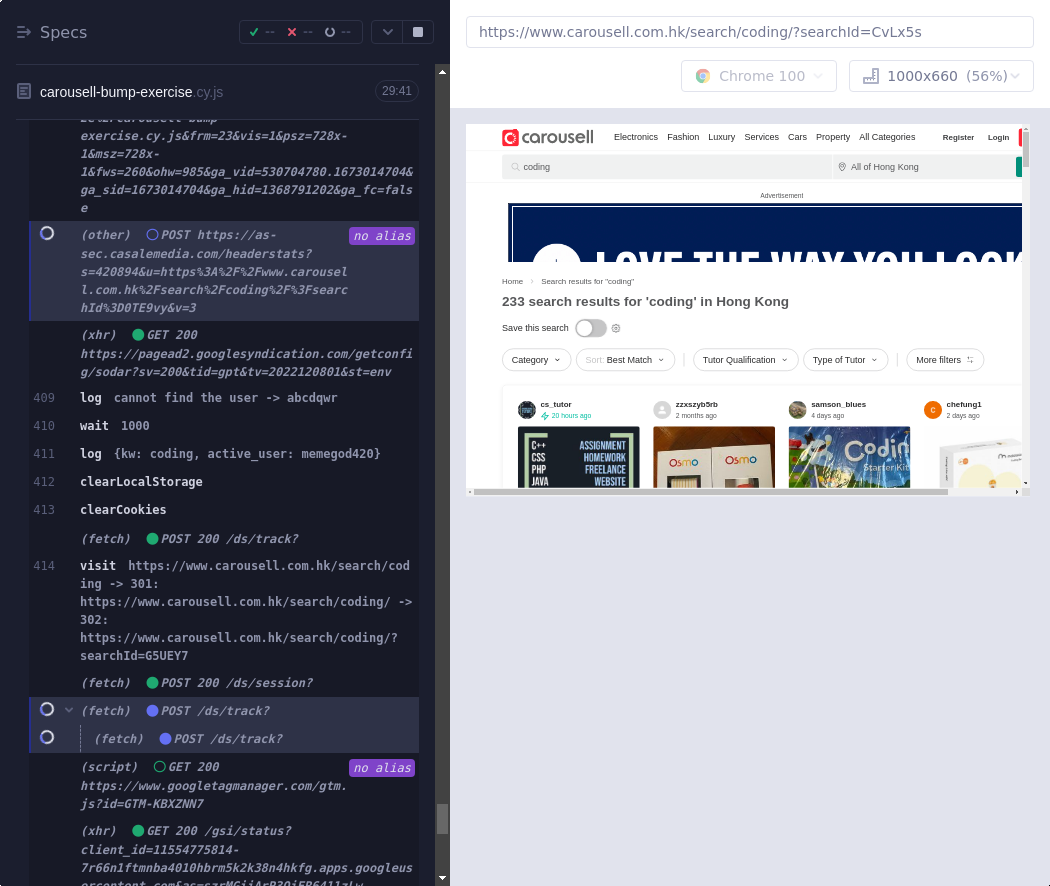 Specs
-- -- --
carousell-bump-exercise.cy.js 29:41
exercise.cy.js&frm=23&vis=1&psz=728x-
1&msz=728x-
1&fws=260&ohw=985&ga_vid=530704780.1673014704&
ga_sid=1673014704&ga_hid=1368791202&ga_fc=fals
e
(other) POST https://as- no alias
sec.casalemedia.com/headerstats?
s=420894&u=https%3A%2F%2Fwww.carousel
l.com.hk%2Fsearch%2Fcoding%2F%3Fsearc
hId%3D0TE9vy&v=3
(xhr) GET 200
https://pagead2.googlesyndication.com/getconfi
g/sodar?sv=200&tid=gpt&tv=2022120801&st=env
409 log cannot find the user -> abcdqwr
410 wait 1000
411 log {kw: coding, active_user: memegod420}
412 clearLocalStorage
413 clearCookies
(fetch) POST 200 /ds/track?
414 visit https://www.carousell.com.hk/search/cod
ing -> 301:
https://www.carousell.com.hk/search/coding/ ->
302:
https://www.carousell.com.hk/search/coding/?
searchId=G5UEY7
(fetch) POST 200 /ds/session?
(fetch) POST /ds/track?
(fetch) POST /ds/track?
(script) GET 200 no alias
https://www.googletagmanager.com/gtm.
js?id=GTM-KBXZNN7
(xhr) GET 200 /gsi/status?
client_id=11554775814-
7r66n1ftmnba4010hbrm5k2k38n4hkfg.apps.googleus
https://www.carousell.com.hk/search/coding/?searchId=CvLx5s
Chrome 100
1000x660 (56%)
carousell
Electronics Fashion Luxury Services Cars Property All Categories Register Login
coding All of Hong Kong
Advertisement
LOVE THE WAY YOU LOOK
Home Search results for "coding"
233 search results for 'coding' in Hong Kong
Save this search
Category Sort: Best Match Tutor Qualification Type of Tutor More filters
cs_tutor
20 hours ago
zzxszyb5rb
2 months ago
samson_blues
4 days ago
C chefung1
2 days ago
C++
CSS
PHP
JAVA
ASSIGNMENT
HOMEWORK
FREELANCE
WEBSITE
Osmo
Osmo
Coding
Starter Kit